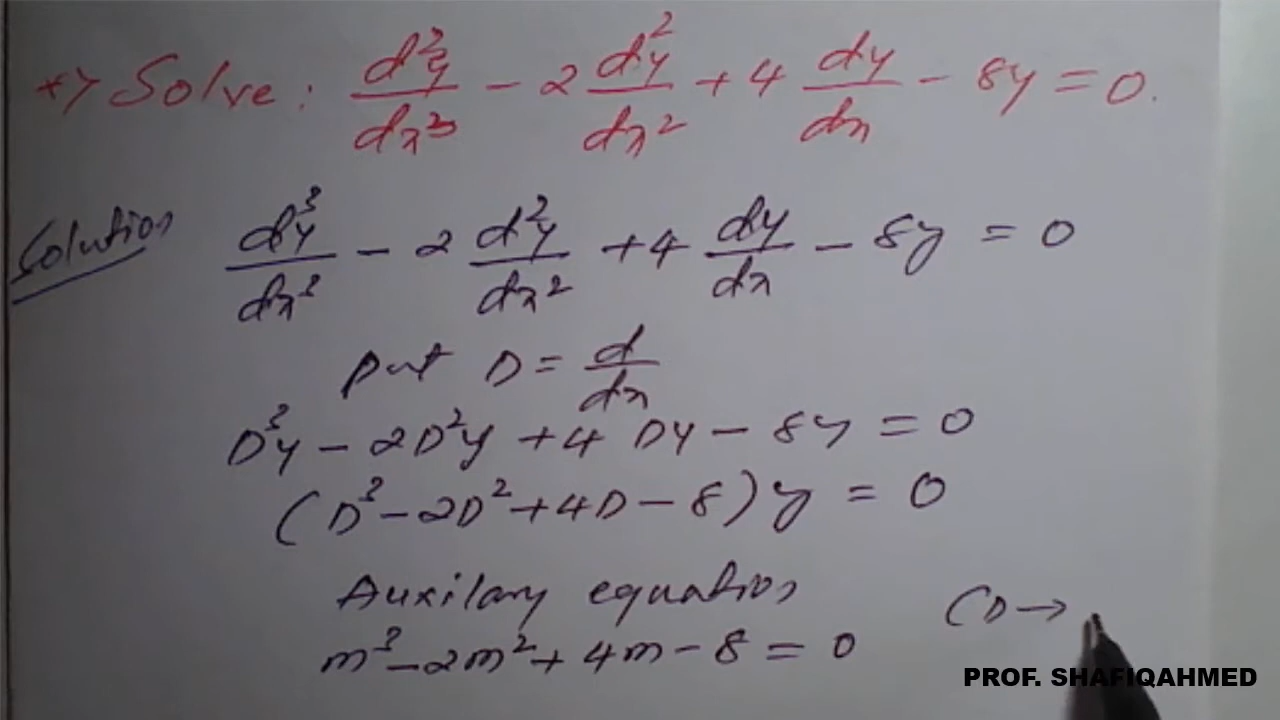 *> Solve: d³y/dx³ - 2 d²y/dx² + 4 dy/dx - 8y = 0.
Solution d³y/dx³ - 2 d²y/dx² + 4 dy/dx - 8y = 0
put D = d/dx
D³y - 2D²y + 4 Dy - 8y = 0
(D³ - 2D² + 4D - 8) y = 0
Auxilary equation
(D →
m³ - 2m² + 4m - 8 = 0
PROF. SHAFIQAHMED